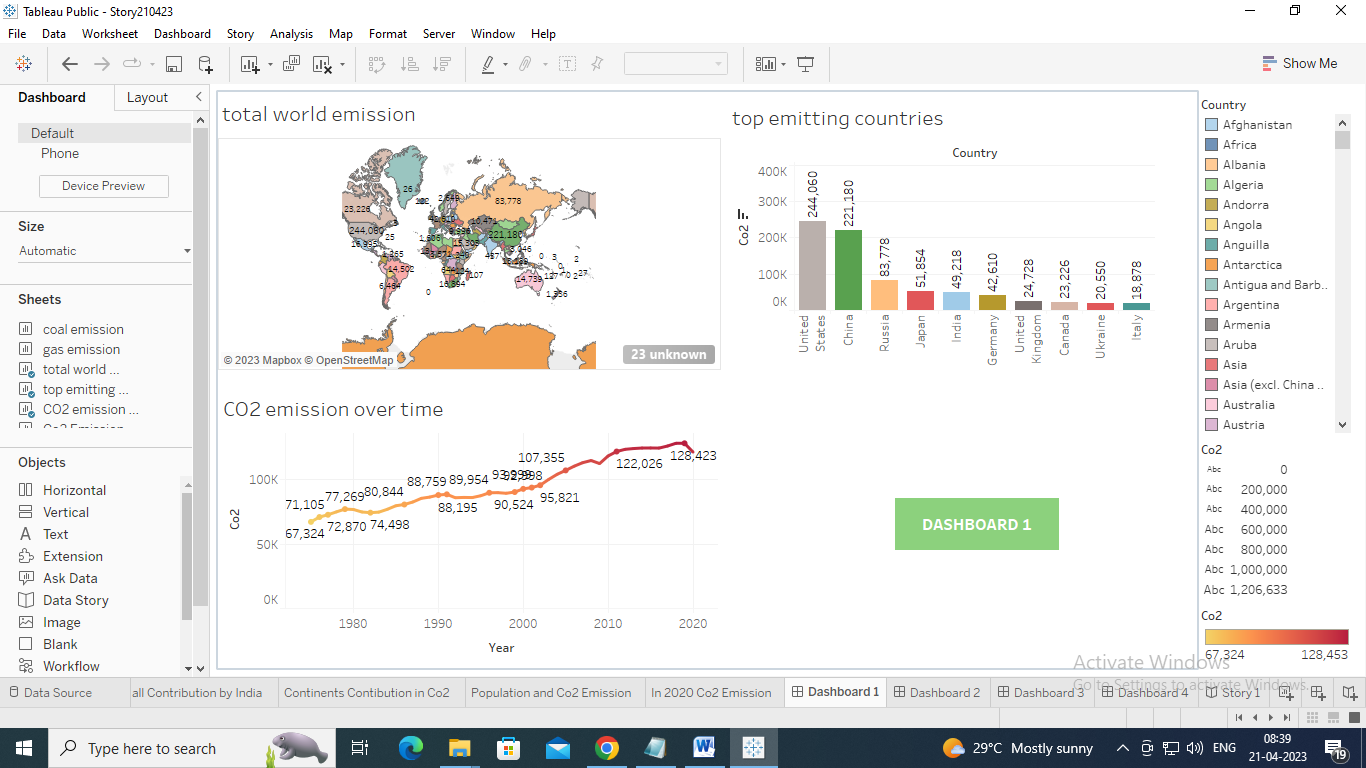 Tableau Public - Story210423
File Data Worksheet Dashboard Story Analysis Map Format Server Window Help
Show Me
Dashboard
Layout
Default
Phone
Device Preview
Size
Automatic
Sheets
coal emission
gas emission
total world ...
top emitting ...
CO2 emission ...
Objects
Horizontal
Vertical
Text
Extension
Ask Data
Data Story
Image
Blank
Workflow
total world emission
26
83,778
23,226
244,060
16,995
25
221,180
14,502
6,484
14,739
1,336
0
© 2023 Mapbox © OpenStreetMap
23 unknown
top emitting countries
Country
Co2
400K
300K
200K
100K
0K
244,060
221,180
83,778
51,854
49,218
42,610
24,728
23,226
20,550
18,878
United States
China
Russia
Japan
India
Germany
United Kingdom
Canada
Ukraine
Italy
CO2 emission over time
Co2
100K
50K
0K
71,105
67,324
77,269
72,870
80,844
74,498
88,759
88,195
89,954
90,524
95,821
107,355
122,026
128,423
1980
1990
2000
2010
2020
Year
DASHBOARD 1
Country
Afghanistan
Africa
Albania
Algeria
Andorra
Angola
Anguilla
Antarctica
Antigua and Barb..
Argentina
Armenia
Aruba
Asia
Asia (excl. China ..
Australia
Austria
Co2
Abc 0
Abc 200,000
Abc 400,000
Abc 600,000
Abc 800,000
Abc 1,000,000
Abc 1,206,633
Co2
67,324
128,453
Activate Windows
Go to Settings to activate Windows.
Data Source
all Contribution by India
Continents Contibution in Co2
Population and Co2 Emission
In 2020 Co2 Emission
Dashboard 1
Dashboard 2
Dashboard 3
Dashboard 4
Story 1
Type here to search
29°C Mostly sunny
ENG
08:39
21-04-2023
19